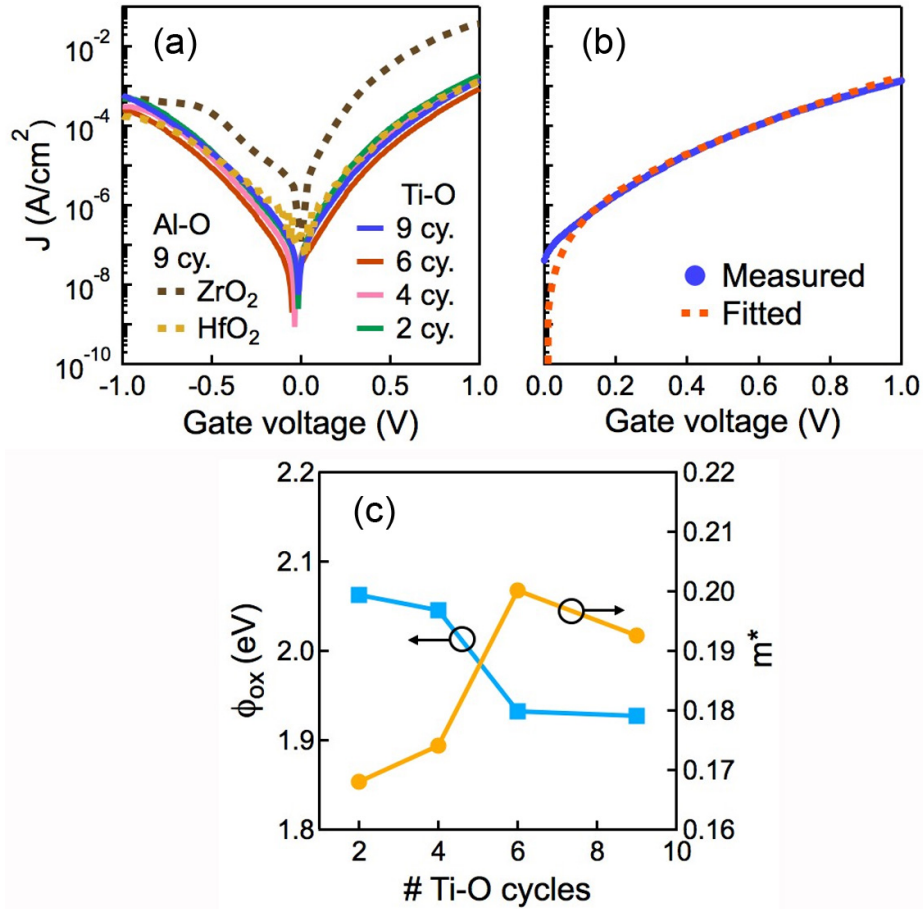 (a)
J (A/cm²)
10⁻²
10⁻⁴
10⁻⁶
10⁻⁸
10⁻¹⁰
Al-O
9 cy.
ZrO₂
HfO₂
Ti-O
9 cy.
6 cy.
4 cy.
2 cy.
-1.0 -0.5 0.0 0.5 1.0
Gate voltage (V)
(b)
Measured
Fitted
0.0 0.2 0.4 0.6 0.8 1.0
Gate voltage (V)
(c)
ϕox (eV)
2.2
2.1
2.0
1.9
1.8
m*
0.22
0.21
0.20
0.19
0.18
0.17
0.16
2 4 6 8 10
# Ti-O cycles